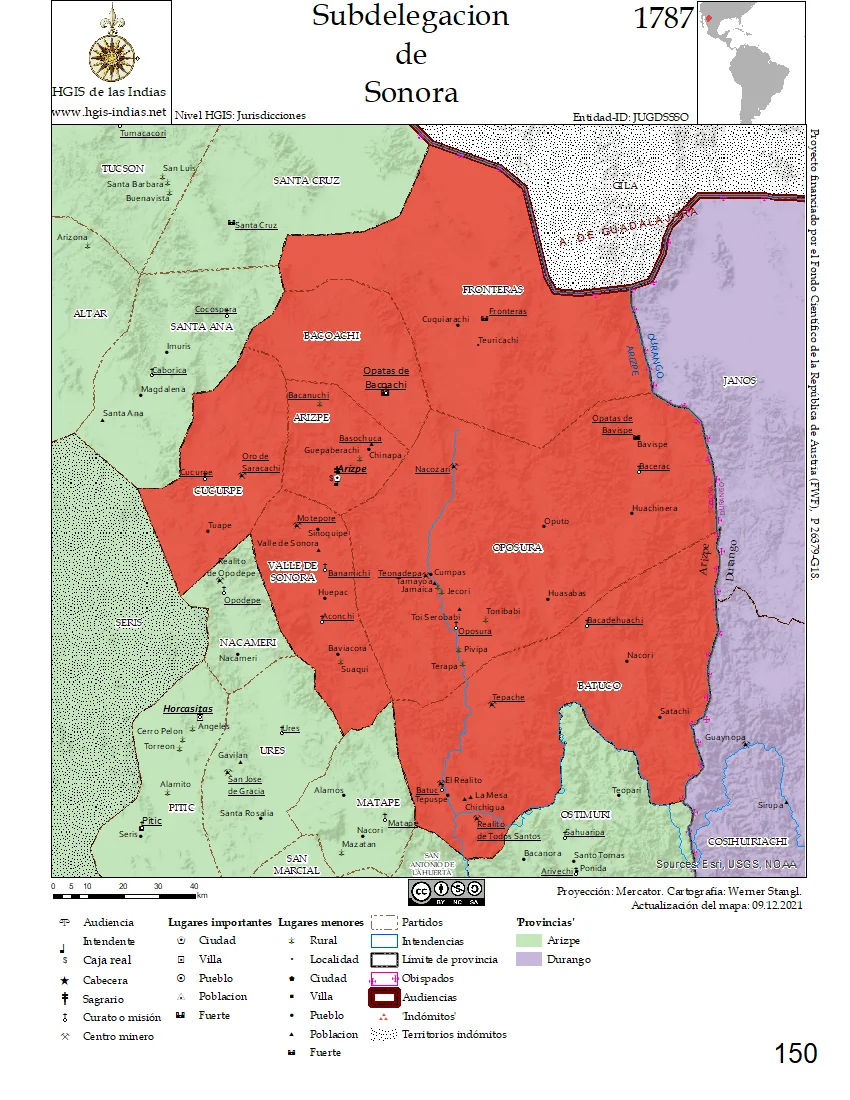 Subdelegacion
de
Sonora
1787
HGIS de las Indias
www.hgis-indias.net
Nivel HGIS: Jurisdicciones
Entidad-ID: JUGDSSSO
Tumacacori
TUCSON
San Luis
Santa Barbara
Buenavista
SANTA CRUZ
Santa Cruz
GILA
A. DE GUADALAJARA
Arizona
ALTAR
Cocospera
SANTA ANA
Imuris
Caborica
Magdalena
Santa Ana
FRONTERAS
Cuquiarachi
Fronteras
Teuricachi
BACOACHI
Opatas de
Bacoachi
Bacanuchi
ARIZPE
DURANGO
ARIZPE
JANOS
Basochuca
Guepaberachi
Chinapa
Arizpe
Oro de
Saracachi
Cucurpe
CUCURPE
Nacozari
Opatas de
Bavispe
Bavispe
Bacerac
Huachinera
Tuape
Motepore
Sinoquipe
Valle de Sonora
VALLE DE
SONORA
Banamichi
Huepac
Aconchi
Oputo
OPOSURA
Arizpe
Durango
Realito
de Opodepe
Opodepe
Teonadepa
Cumpas
Tamayoa
Jamaica
Jecori
Toi Serobabi
Tonibabi
Oposura
Huasabas
Bacadehuachi
SERIS
NACAMERI
Nacameri
Baviacora
Suaqui
Pivipa
Terapa
Nacori
BATUCO
Tepache
Satachi
Horcasitas
Angeles
Cerro Pelon
Torreon
Ures
URES
Gavilan
San Jose
de Gracia
Alamito
PITIC
Pitic
Seris
Santa Rosalia
Alamos
MATAPE
Matape
Nacori
Mazatan
SAN
MARCIAL
El Realito
Batuc
Tepuspe
La Mesa
Chichigua
Realito
de Todos Santos
SAN
ANTONIO DE
LA HUERTA
Teopari
OSTIMURI
Sahuaripa
Bacanora
Santo Tomas
Arivechi
Ponida
Guaynopa
Sirupa
COSIHUIRIACHI
Sources: Esri, USGS, NOAA
Proyecto financiado por el Fondo Científico de la República de Austria (FWF), P 26379-G18.
0 5 10 20 30 40
km
CC BY NC SA
Proyección: Mercator. Cartografía: Werner Stangl.
Actualización del mapa: 09.12.2021
Audiencia
Intendente
Caja real
Cabecera
Sagrario
Curato o misión
Centro minero
Lugares importantes
Ciudad
Villa
Pueblo
Poblacion
Fuerte
Lugares menores
Rural
Localidad
Ciudad
Villa
Pueblo
Poblacion
Fuerte
Partidos
Intendencias
Límite de provincia
Obispados
Audiencias
'Indómitos'
Territorios indómitos
'Provincias'
Arizpe
Durango
150